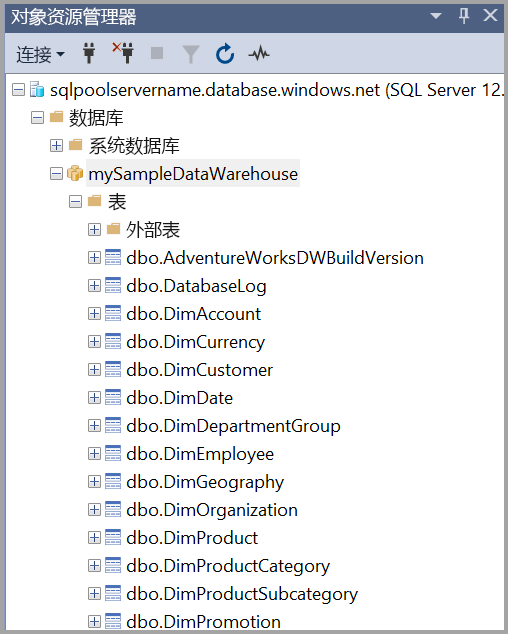 对象资源管理器
连接
sqlpoolservername.database.windows.net (SQL Server 12.
数据库
系统数据库
mySampleDataWarehouse
表
外部表
dbo.AdventureWorksDWBuildVersion
dbo.DatabaseLog
dbo.DimAccount
dbo.DimCurrency
dbo.DimCustomer
dbo.DimDate
dbo.DimDepartmentGroup
dbo.DimEmployee
dbo.DimGeography
dbo.DimOrganization
dbo.DimProduct
dbo.DimProductCategory
dbo.DimProductSubcategory
dbo.DimPromotion